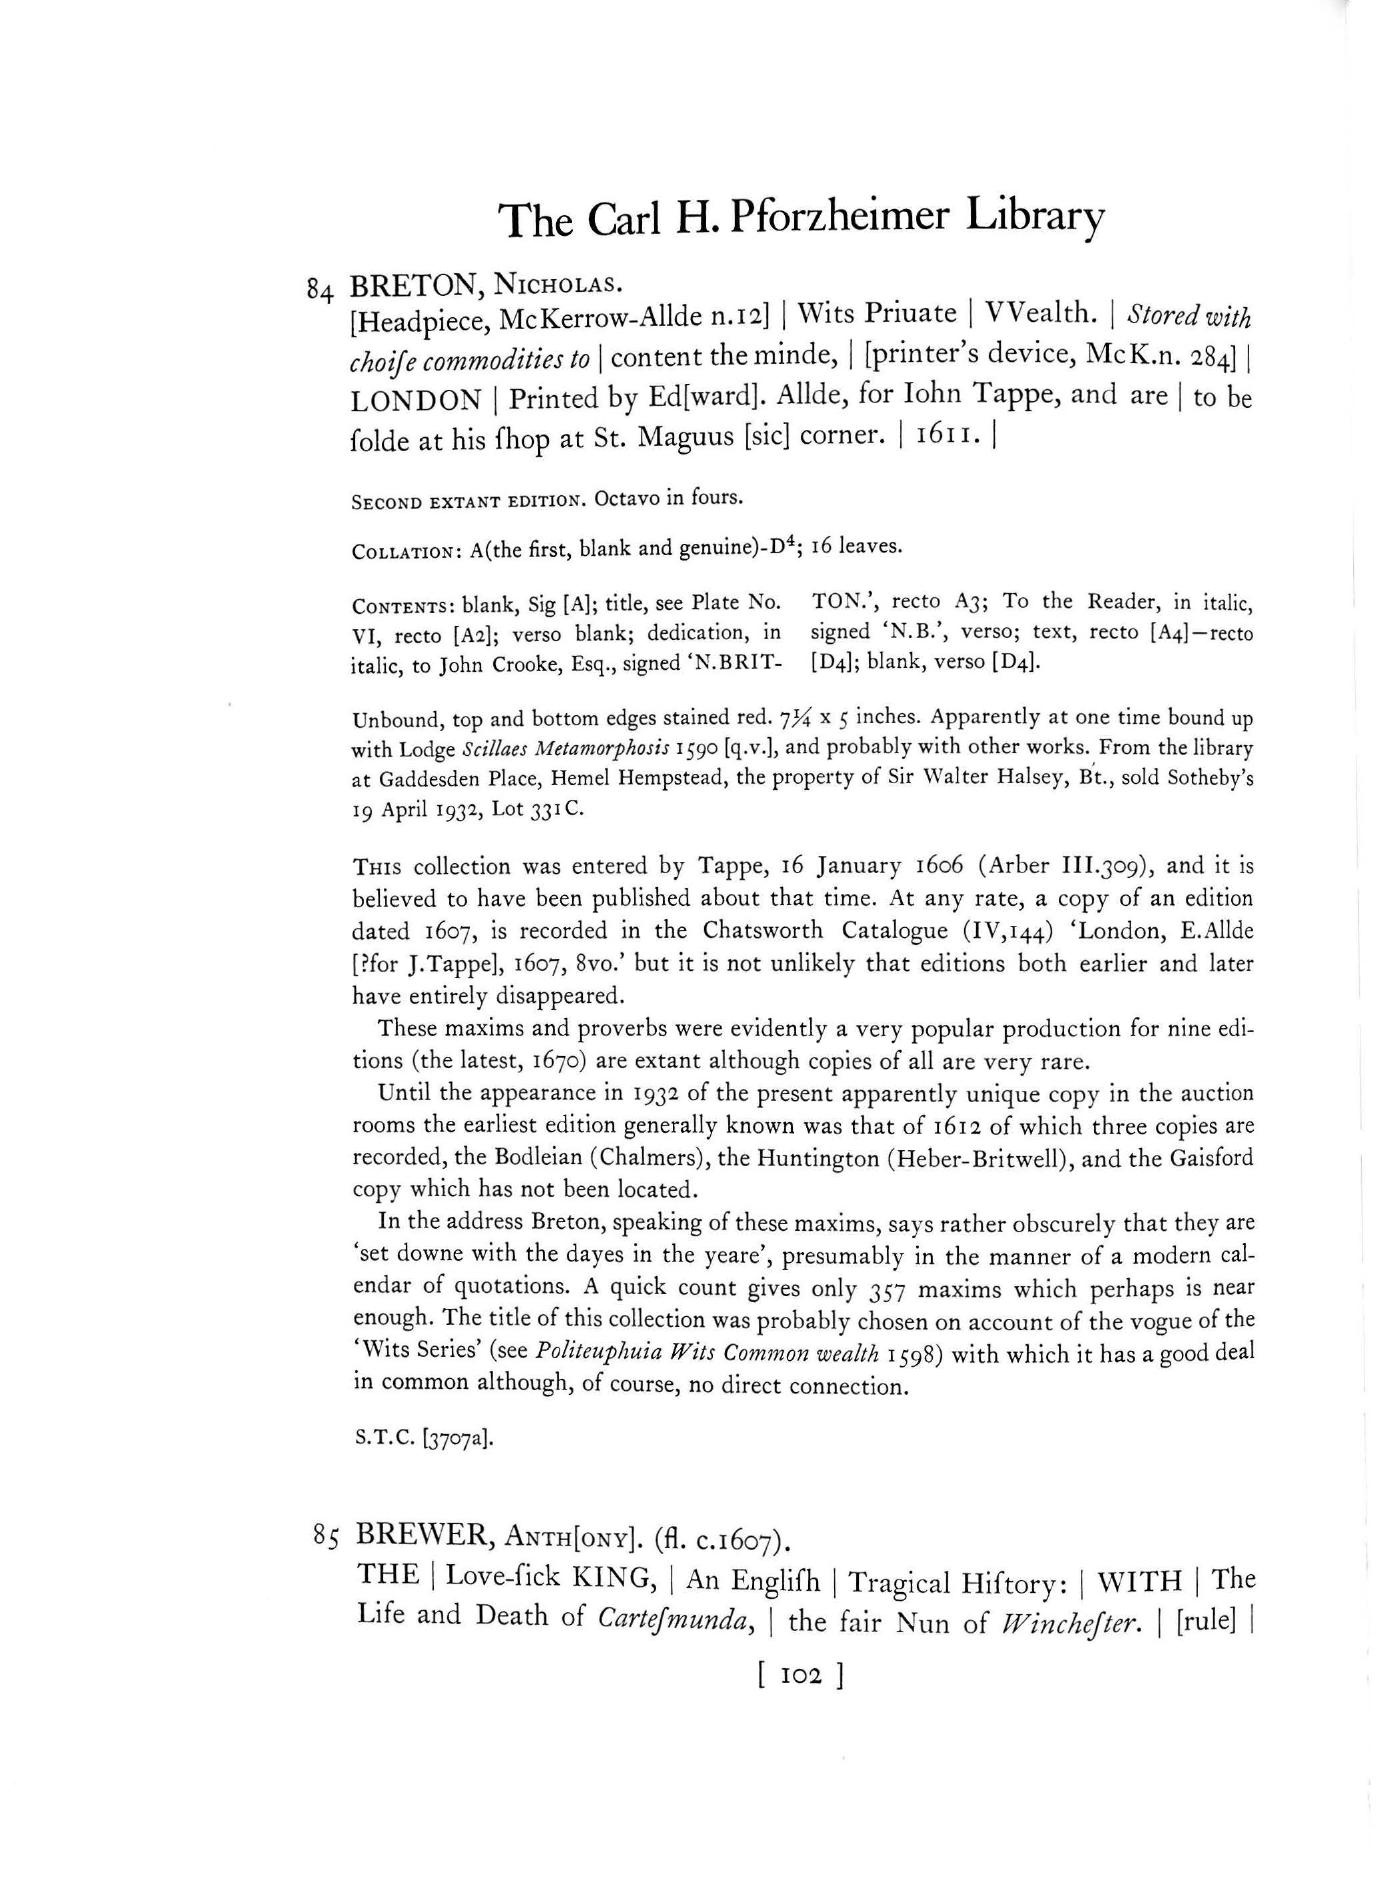 The Carl H. Pforzheimer Library
84 BRETON, NICHOLAS.
[Headpiece, McKerrow-Allde n.12] | Wits Priuate | VVealth. | Stored with
choiſe commodities to | content the minde, | [printer's device, McK.n. 284] |
LONDON | Printed by Ed[ward]. Allde, for Iohn Tappe, and are | to be
ſolde at his ſhop at St. Maguus [sic] corner. | 1611. |
SECOND EXTANT EDITION. Octavo in fours.
COLLATION: A(the first, blank and genuine)-D⁴; 16 leaves.
CONTENTS: blank, Sig [A]; title, see Plate No.
VI, recto [A2]; verso blank; dedication, in
italic, to John Crooke, Esq., signed ‘N.BRIT-
TON.’, recto A3; To the Reader, in italic,
signed ‘N.B.’, verso; text, recto [A4]—recto
[D4]; blank, verso [D4].
Unbound, top and bottom edges stained red. 7¼ x 5 inches. Apparently at one time bound up
with Lodge Scillaes Metamorphosis 1590 [q.v.], and probably with other works. From the library
at Gaddesden Place, Hemel Hempstead, the property of Sir Walter Halsey, Bt., sold Sotheby's
19 April 1932, Lot 331C.
THIS collection was entered by Tappe, 16 January 1606 (Arber III.309), and it is
believed to have been published about that time. At any rate, a copy of an edition
dated 1607, is recorded in the Chatsworth Catalogue (IV,144) ‘London, E.Allde
[?for J.Tappe], 1607, 8vo.’ but it is not unlikely that editions both earlier and later
have entirely disappeared.
These maxims and proverbs were evidently a very popular production for nine edi-
tions (the latest, 1670) are extant although copies of all are very rare.
Until the appearance in 1932 of the present apparently unique copy in the auction
rooms the earliest edition generally known was that of 1612 of which three copies are
recorded, the Bodleian (Chalmers), the Huntington (Heber-Britwell), and the Gaisford
copy which has not been located.
In the address Breton, speaking of these maxims, says rather obscurely that they are
‘set downe with the dayes in the yeare’, presumably in the manner of a modern cal-
endar of quotations. A quick count gives only 357 maxims which perhaps is near
enough. The title of this collection was probably chosen on account of the vogue of the
‘Wits Series’ (see Politeuphuia Wits Common wealth 1598) with which it has a good deal
in common although, of course, no direct connection.
S.T.C. [3707a].
85 BREWER, ANTH[ONY]. (fl. c.1607).
THE | Love-ſick KING, | An Engliſh | Tragical Hiſtory: | WITH | The
Life and Death of Carteſmunda, | the fair Nun of Wincheſter. | [rule] |
[ 102 ]